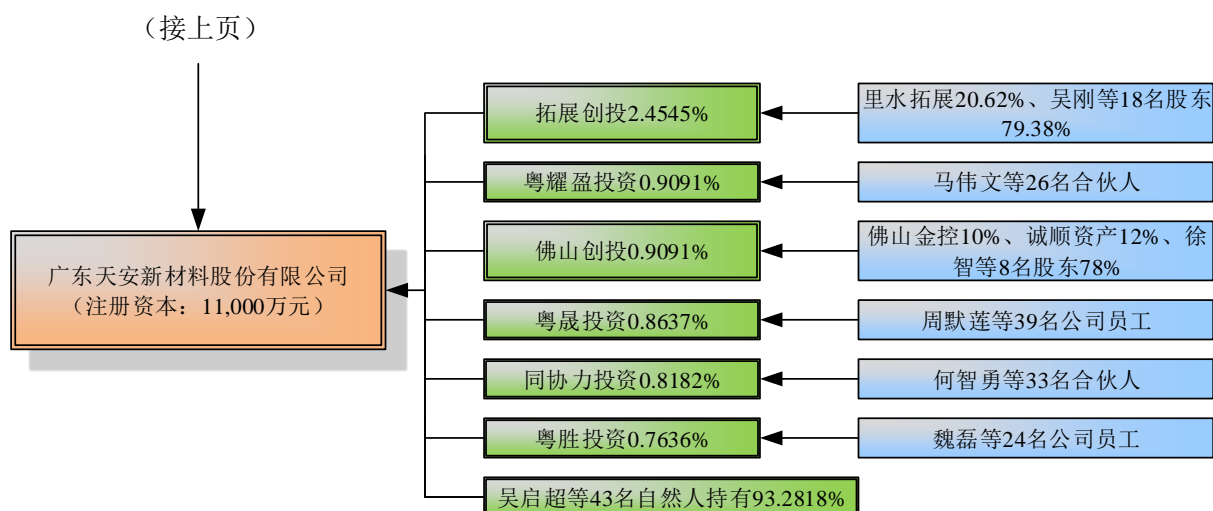 （接上页）
拓展创投2.4545%
里水拓展20.62%、吴刚等18名股东
79.38%
粤耀盈投资0.9091%
马伟文等26名合伙人
佛山创投0.9091%
佛山金控10%、诚顺资产12%、徐
智等8名股东78%
广东天安新材料股份有限公司
（注册资本：11,000万元）
粤晟投资0.8637%
周默莲等39名公司员工
同协力投资0.8182%
何智勇等33名合伙人
粤胜投资0.7636%
魏磊等24名公司员工
吴启超等43名自然人持有93.2818%